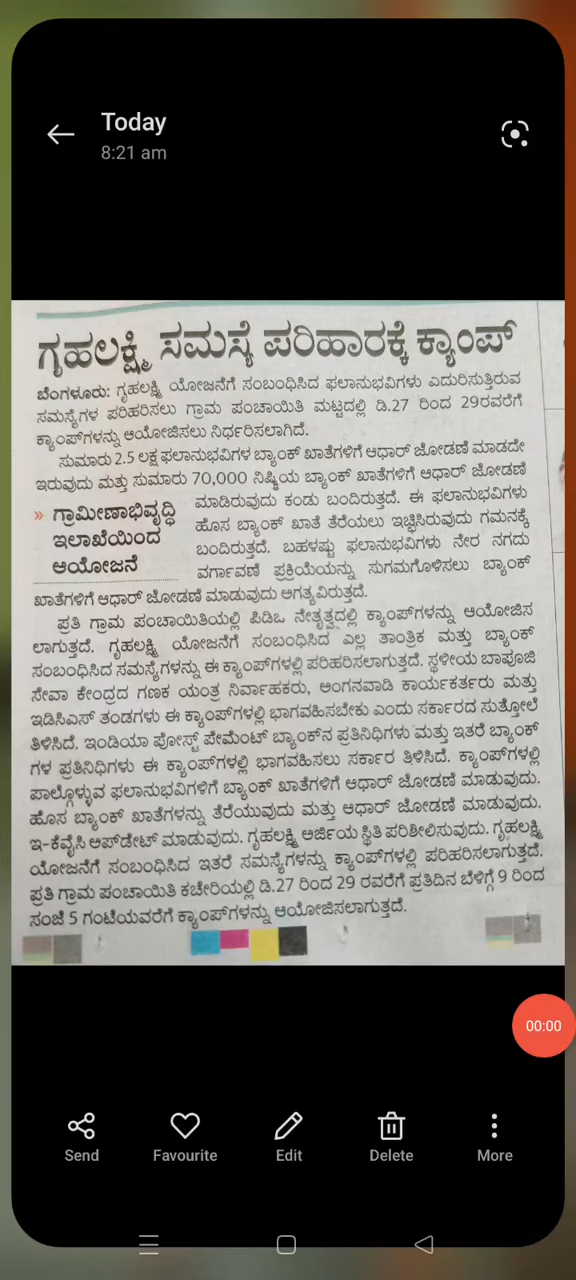 Today
8:21 am
ಗೃಹಲಕ್ಷ್ಮಿ ಸಮಸ್ಯೆ ಪರಿಹಾರಕ್ಕೆ ಕ್ಯಾಂಪ್
ಬೆಂಗಳೂರು: ಗೃಹಲಕ್ಷ್ಮಿ ಯೋಜನೆಗೆ ಸಂಬಂಧಿಸಿದ ಫಲಾನುಭವಿಗಳು ಎದುರಿಸುತ್ತಿರುವ
ಸಮಸ್ಯೆಗಳ ಪರಿಹರಿಸಲು ಗ್ರಾಮ ಪಂಚಾಯಿತಿ ಮಟ್ಟದಲ್ಲಿ ಡಿ.27 ರಿಂದ 29ರವರೆಗೆ
ಕ್ಯಾಂಪ್‌ಗಳನ್ನು ಆಯೋಜಿಸಲು ನಿರ್ಧರಿಸಲಾಗಿದೆ.
ಸುಮಾರು 2.5 ಲಕ್ಷ ಫಲಾನುಭವಿಗಳ ಬ್ಯಾಂಕ್ ಖಾತೆಗಳಿಗೆ ಆಧಾರ್ ಜೋಡಣೆ ಮಾಡದೇ
ಇರುವುದು ಮತ್ತು ಸುಮಾರು 70,000 ನಿಷ್ಕ್ರಿಯ ಬ್ಯಾಂಕ್ ಖಾತೆಗಳಿಗೆ ಆಧಾರ್ ಜೋಡಣೆ
ಮಾಡಿರುವುದು ಕಂಡು ಬಂದಿರುತ್ತದೆ. ಈ ಫಲಾನುಭವಿಗಳು
ಹೊಸ ಬ್ಯಾಂಕ್ ಖಾತೆ ತೆರೆಯಲು ಇಚ್ಛಿಸಿರುವುದು ಗಮನಕ್ಕೆ
ಬಂದಿರುತ್ತದೆ. ಬಹಳಷ್ಟು ಫಲಾನುಭವಿಗಳು ನೇರ ನಗದು
ವರ್ಗಾವಣೆ ಪ್ರಕ್ರಿಯೆಯನ್ನು ಸುಗಮಗೊಳಿಸಲು ಬ್ಯಾಂಕ್
» ಗ್ರಾಮೀಣಾಭಿವೃದ್ಧಿ
ಇಲಾಖೆಯಿಂದ
ಆಯೋಜನೆ
ಖಾತೆಗಳಿಗೆ ಆಧಾರ್ ಜೋಡಣೆ ಮಾಡುವುದು ಅಗತ್ಯವಿರುತ್ತದೆ.
ಪ್ರತಿ ಗ್ರಾಮ ಪಂಚಾಯಿತಿಯಲ್ಲಿ ಪಿಡಿಒ ನೇತೃತ್ವದಲ್ಲಿ ಕ್ಯಾಂಪ್‌ಗಳನ್ನು ಆಯೋಜಿಸ
ಲಾಗುತ್ತದೆ. ಗೃಹಲಕ್ಷ್ಮಿ ಯೋಜನೆಗೆ ಸಂಬಂಧಿಸಿದ ಎಲ್ಲ ತಾಂತ್ರಿಕ ಮತ್ತು ಬ್ಯಾಂಕ್
ಸಂಬಂಧಿಸಿದ ಸಮಸ್ಯೆಗಳನ್ನು ಈ ಕ್ಯಾಂಪ್‌ಗಳಲ್ಲಿ ಪರಿಹರಿಸಲಾಗುತ್ತದೆ. ಸ್ಥಳೀಯ ಬಾಪೂಜಿ
ಸೇವಾ ಕೇಂದ್ರದ ಗಣಕ ಯಂತ್ರ ನಿರ್ವಾಹಕರು, ಅಂಗನವಾಡಿ ಕಾರ್ಯಕರ್ತರು ಮತ್ತು
ಇಡಿಸಿಎಸ್ ತಂಡಗಳು ಈ ಕ್ಯಾಂಪ್‌ಗಳಲ್ಲಿ ಭಾಗವಹಿಸಬೇಕು ಎಂದು ಸರ್ಕಾರದ ಸುತ್ತೋಲೆ
ತಿಳಿಸಿದೆ. ಇಂಡಿಯಾ ಪೋಸ್ಟ್ ಪೇಮೆಂಟ್ ಬ್ಯಾಂಕ್‌ನ ಪ್ರತಿನಿಧಿಗಳು ಮತ್ತು ಇತರೆ ಬ್ಯಾಂಕ್
ಗಳ ಪ್ರತಿನಿಧಿಗಳು ಈ ಕ್ಯಾಂಪ್‌ಗಳಲ್ಲಿ ಭಾಗವಹಿಸಲು ಸರ್ಕಾರ ತಿಳಿಸಿದೆ. ಕ್ಯಾಂಪ್‌ಗಳಲ್ಲಿ
ಪಾಲ್ಗೊಳ್ಳುವ ಫಲಾನುಭವಿಗಳಿಗೆ ಬ್ಯಾಂಕ್ ಖಾತೆಗಳಿಗೆ ಆಧಾರ್ ಜೋಡಣೆ ಮಾಡುವುದು.
ಹೊಸ ಬ್ಯಾಂಕ್ ಖಾತೆಗಳನ್ನು ತೆರೆಯುವುದು ಮತ್ತು ಆಧಾರ್ ಜೋಡಣೆ ಮಾಡುವುದು.
ಇ-ಕೆವೈಸಿ ಅಪ್‌ಡೇಟ್ ಮಾಡುವುದು. ಗೃಹಲಕ್ಷ್ಮಿ ಅರ್ಜಿಯ ಸ್ಥಿತಿ ಪರಿಶೀಲಿಸುವುದು. ಗೃಹಲಕ್ಷ್ಮಿ
ಯೋಜನೆಗೆ ಸಂಬಂಧಿಸಿದ ಇತರೆ ಸಮಸ್ಯೆಗಳನ್ನು ಕ್ಯಾಂಪ್‌ಗಳಲ್ಲಿ ಪರಿಹರಿಸಲಾಗುತ್ತದೆ.
ಪ್ರತಿ ಗ್ರಾಮ ಪಂಚಾಯಿತಿ ಕಚೇರಿಯಲ್ಲಿ ಡಿ.27 ರಿಂದ 29 ರವರೆಗೆ ಪ್ರತಿದಿನ ಬೆಳಿಗ್ಗೆ 9 ರಿಂದ
ಸಂಜೆ 5 ಗಂಟೆಯವರೆಗೆ ಕ್ಯಾಂಪ್‌ಗಳನ್ನು ಆಯೋಜಿಸಲಾಗುತ್ತದೆ.
00:00
Send
Favourite
Edit
Delete
More